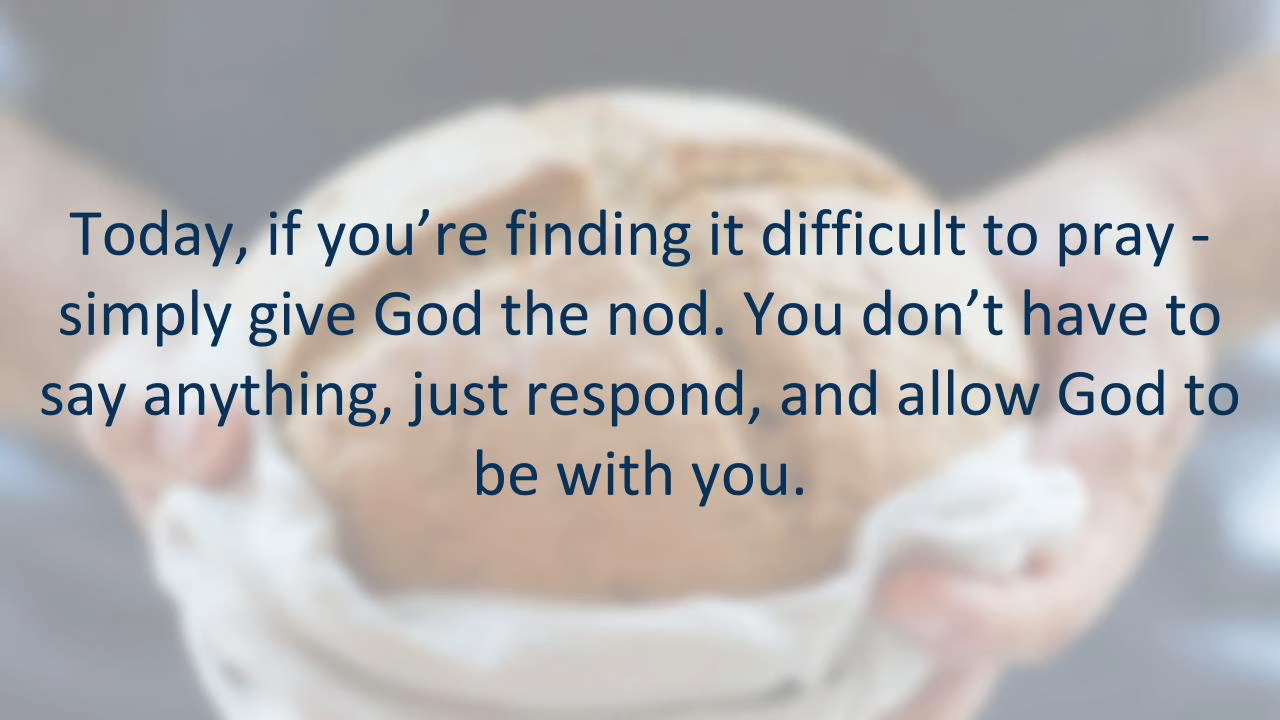 Today, if you’re finding it difficult to pray -
simply give God the nod. You don’t have to
say anything, just respond, and allow God to
be with you.